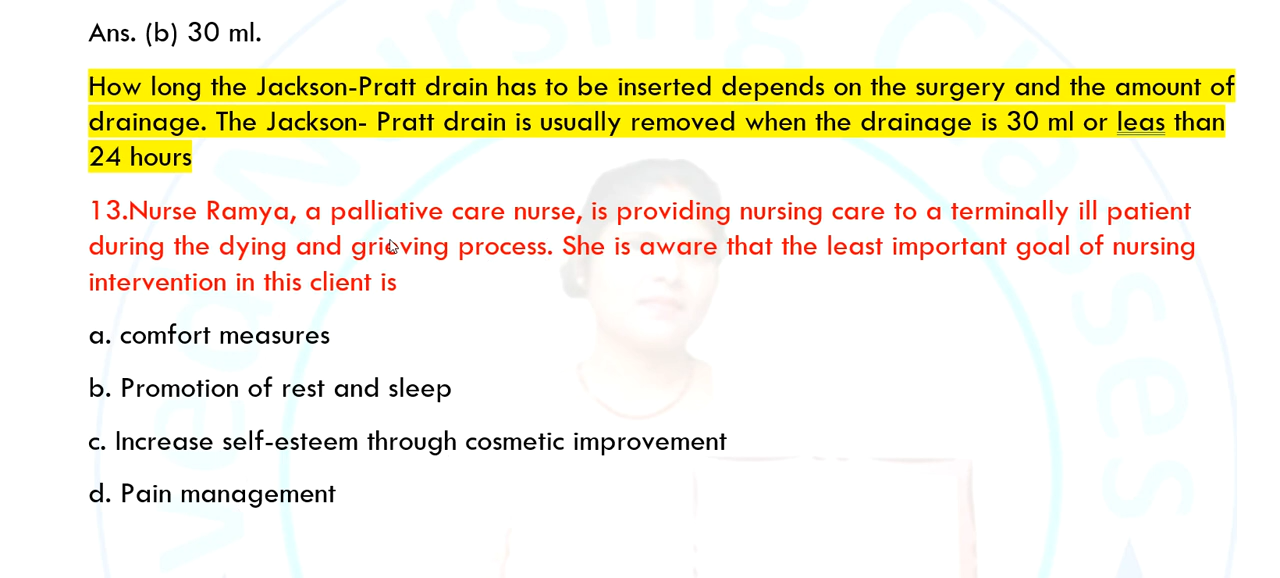 Ans. (b) 30 ml.
How long the Jackson-Pratt drain has to be inserted depends on the surgery and the amount of
drainage. The Jackson- Pratt drain is usually removed when the drainage is 30 ml or leas than
24 hours
13.Nurse Ramya, a palliative care nurse, is providing nursing care to a terminally ill patient
during the dying and grieving process. She is aware that the least important goal of nursing
intervention in this client is
a. comfort measures
b. Promotion of rest and sleep
c. Increase self-esteem through cosmetic improvement
d. Pain management